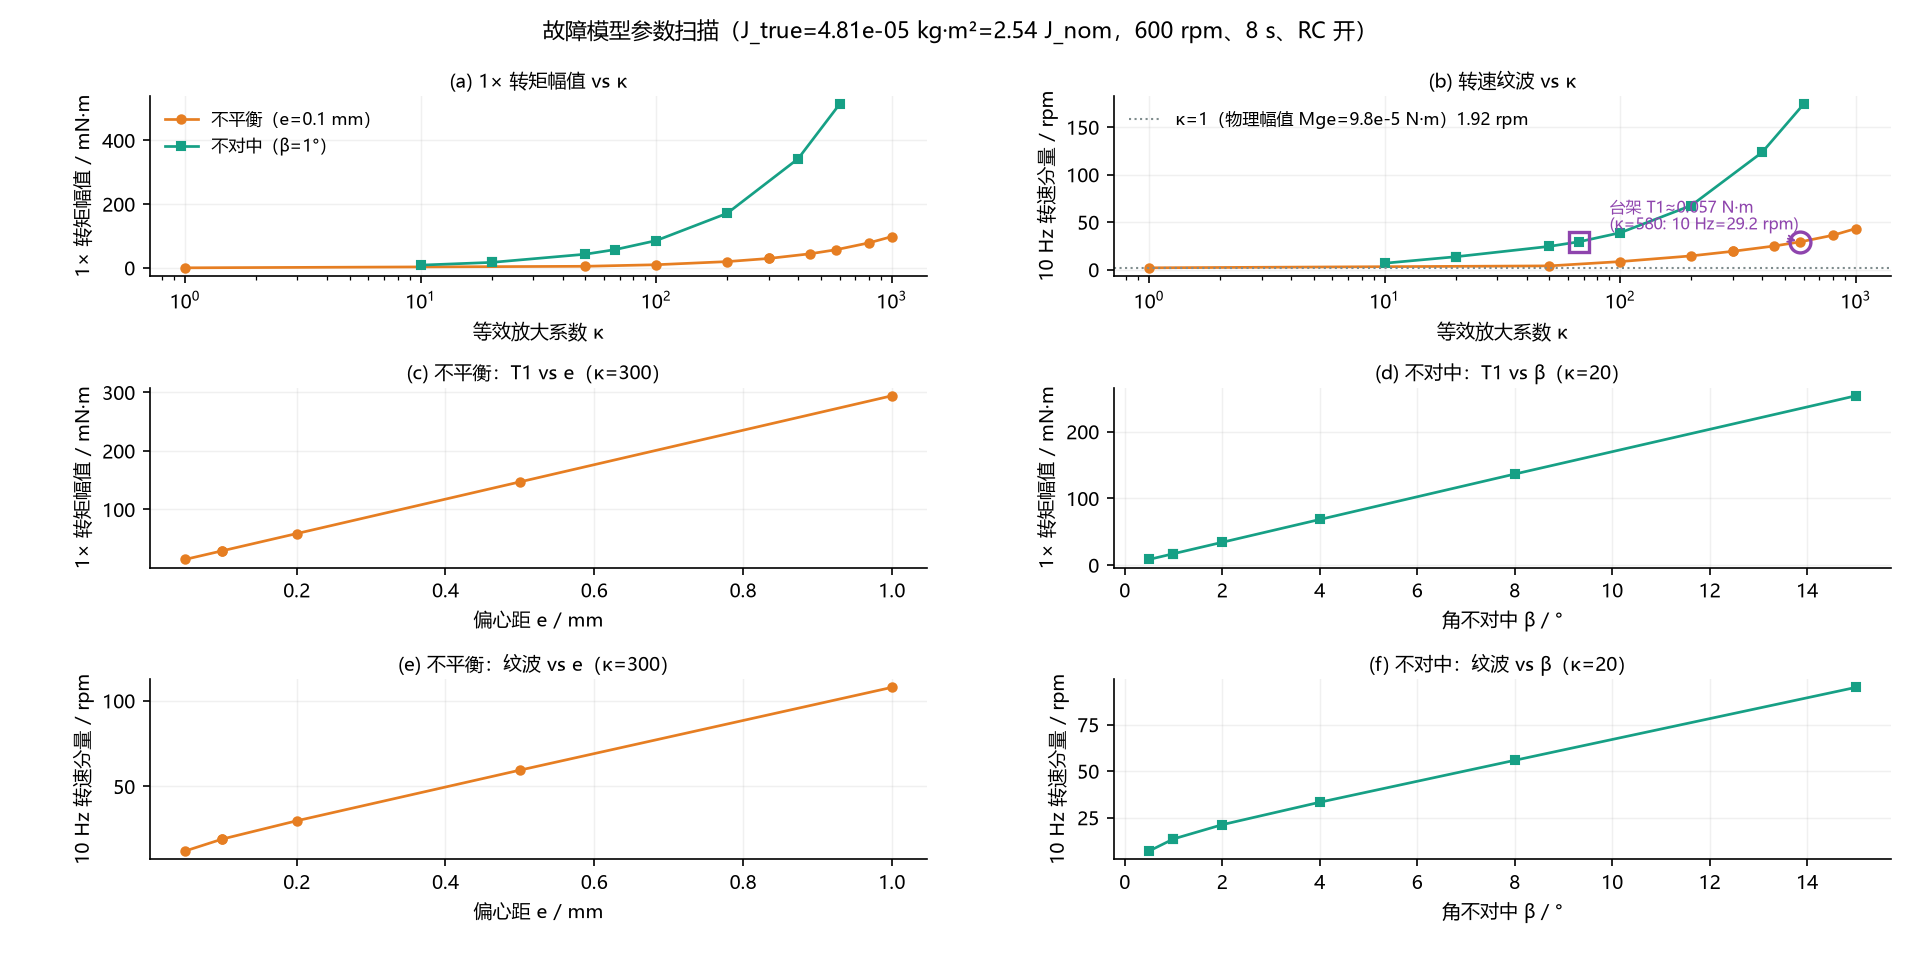 故障模型参数扫描（J_true=4.81e-05 kg·m²=2.54 J_nom，600 rpm、8 s、RC 开）
(a) 1× 转矩幅值 vs κ
1× 转矩幅值 / mN·m
400
200
0
不平衡（e=0.1 mm）
不对中（β=1°）
10⁰
10¹
10²
10³
等效放大系数 κ
(b) 转速纹波 vs κ
10 Hz 转速分量 / rpm
150
100
50
0
κ=1（物理幅值 Mge=9.8e-5 N·m）1.92 rpm
台架 T1≈0.057 N·m
(κ=580: 10 Hz=29.2 rpm)
10⁰
10¹
10²
10³
等效放大系数 κ
(c) 不平衡：T1 vs e（κ=300）
1× 转矩幅值 / mN·m
300
200
100
0.2
0.4
0.6
0.8
1.0
偏心距 e / mm
(d) 不对中：T1 vs β（κ=20）
1× 转矩幅值 / mN·m
200
100
0
0
2
4
6
8
10
12
14
角不对中 β / °
(e) 不平衡：纹波 vs e（κ=300）
10 Hz 转速分量 / rpm
100
50
0.2
0.4
0.6
0.8
1.0
偏心距 e / mm
(f) 不对中：纹波 vs β（κ=20）
10 Hz 转速分量 / rpm
75
50
25
0
2
4
6
8
10
12
14
角不对中 β / °